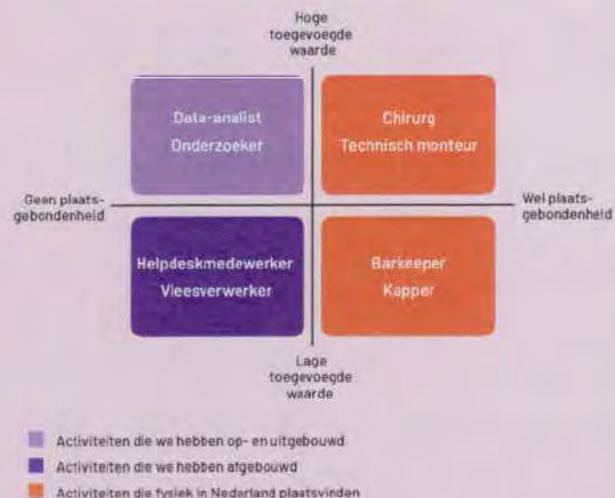 Hoge
toegevoegde
waarde
Data-analist
Onderzoeker
Chirurg
Technisch monteur
Geen plaats-
gebondenheid
Wel plaats-
gebondenheid
Helpdeskmedewerker
Vleesverwerker
Barkeeper
Kapper
Lage
toegevoegde
waarde
Activiteiten die we hebben op- en uitgebouwd
Activiteiten die we hebben afgebouwd
Activiteiten die fysiek in Nederland plaatsvinden